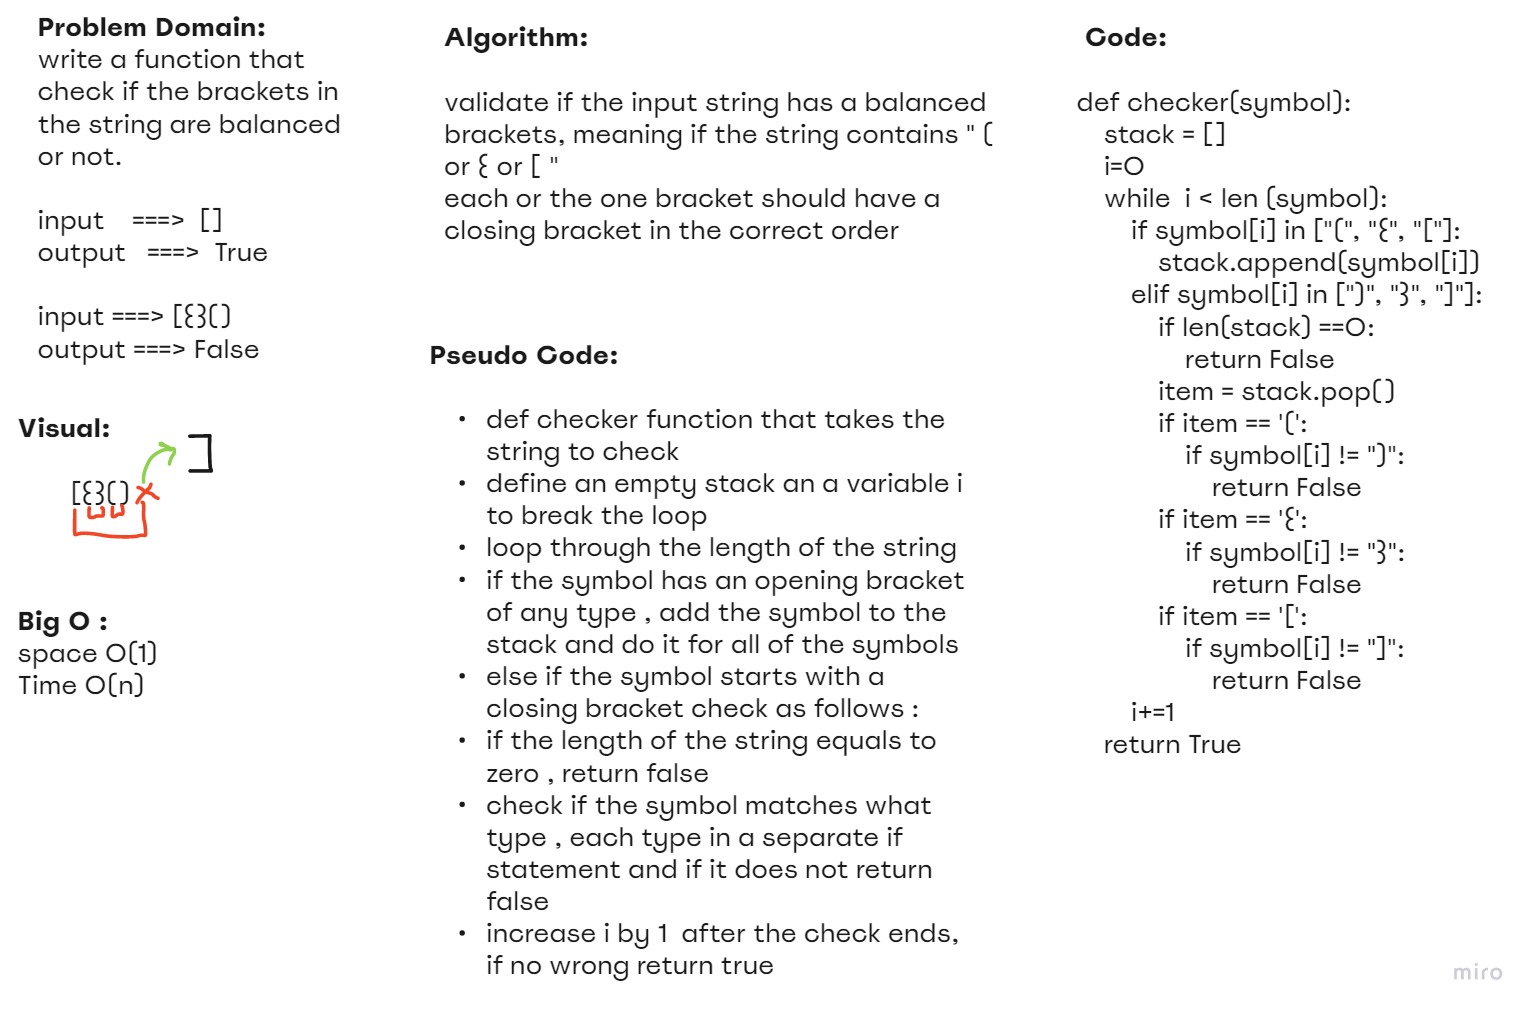 Problem Domain:
write a function that
check if the brackets in
the string are balanced
or not.
input ===> []
output ===> True
input ===> [{}()
output ===> False
Visual:
]
[{}()
Big O :
space O(1)
Time O(n)
Algorithm:
validate if the input string has a balanced
brackets, meaning if the string contains " (
or { or [ "
each or the one bracket should have a
closing bracket in the correct order
Pseudo Code:
• def checker function that takes the
string to check
• define an empty stack an a variable i
to break the loop
• loop through the length of the string
• if the symbol has an opening bracket
of any type , add the symbol to the
stack and do it for all of the symbols
• else if the symbol starts with a
closing bracket check as follows :
• if the length of the string equals to
zero , return false
• check if the symbol matches what
type , each type in a separate if
statement and if it does not return
false
• increase i by 1 after the check ends,
if no wrong return true
Code:
def checker(symbol):
stack = []
i=0
while i < len (symbol):
if symbol[i] in ["(", "{", "["]:
stack.append(symbol[i])
elif symbol[i] in [")", "}", "]"]:
if len(stack) ==0:
return False
item = stack.pop()
if item == '(':
if symbol[i] != ")":
return False
if item == '{':
if symbol[i] != "}":
return False
if item == '[':
if symbol[i] != "]":
return False
i+=1
return True
miro